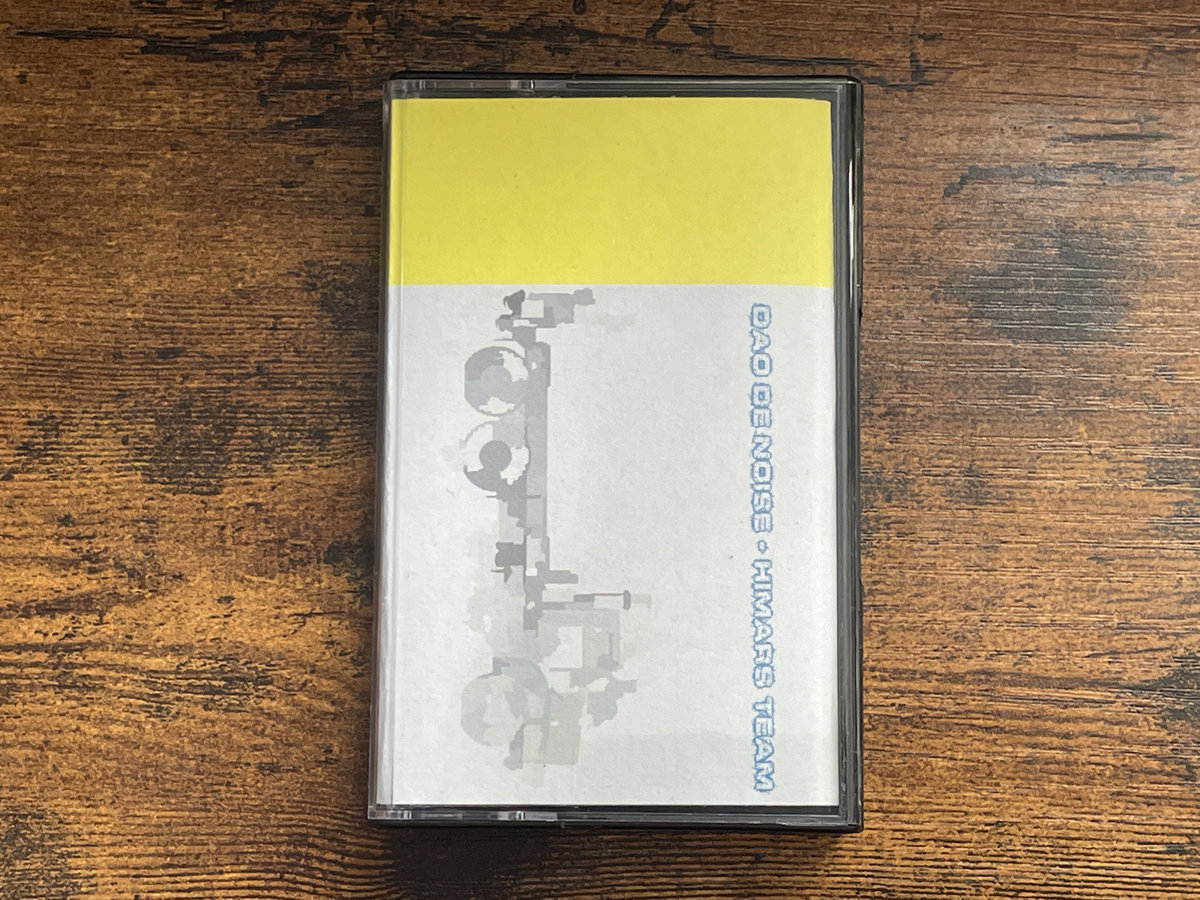 DAO DE NOISE • HIMARS TEAM